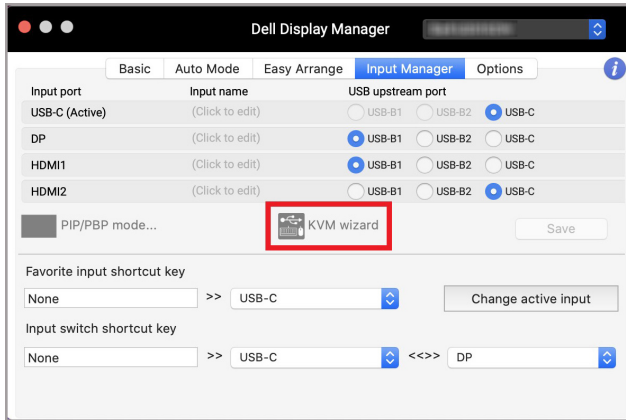 Dell Display Manager
Basic Auto Mode Easy Arrange Input Manager Options i
Input port Input name USB upstream port
USB-C (Active) (Click to edit) USB-B1 USB-B2 USB-C
DP (Click to edit) USB-B1 USB-B2 USB-C
HDMI1 (Click to edit) USB-B1 USB-B2 USB-C
HDMI2 (Click to edit) USB-B1 USB-B2 USB-C
PIP/PBP mode... KVM wizard Save
Favorite input shortcut key
None >> USB-C Change active input
Input switch shortcut key
None >> USB-C <<>> DP